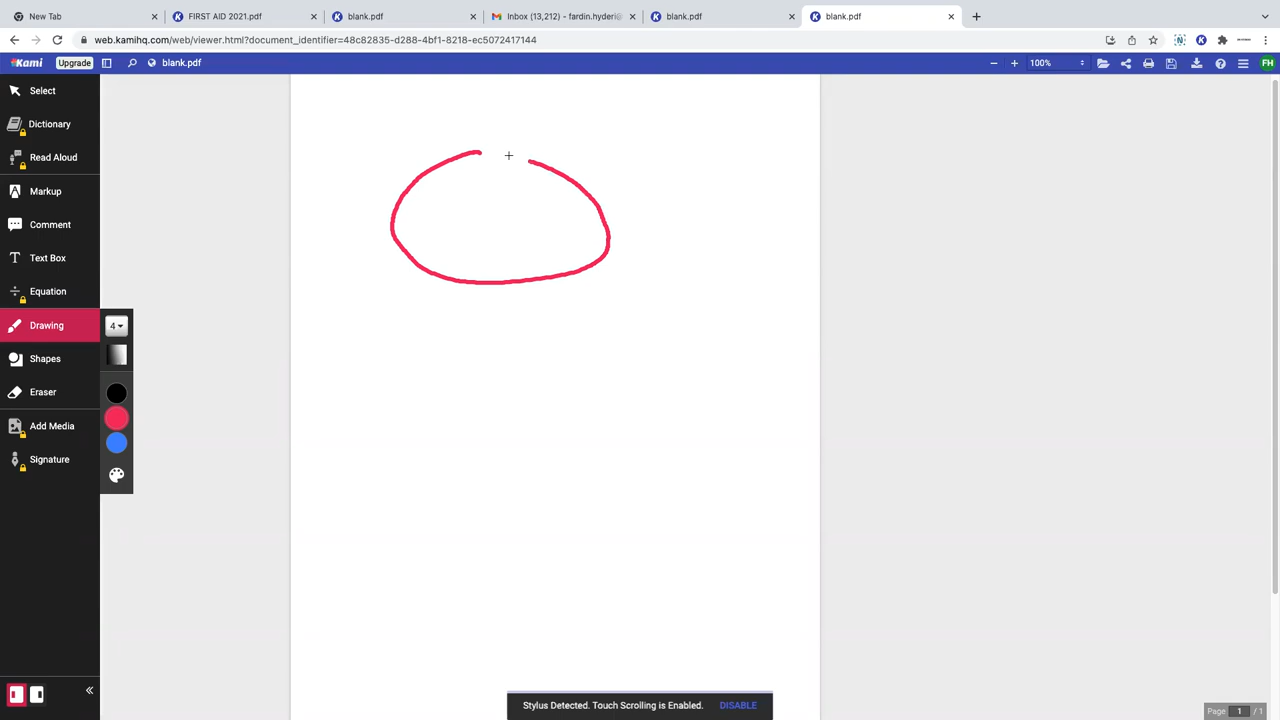 New Tab
FIRST AID 2021.pdf
blank.pdf
Inbox (13,212) - fardin.hyderi@
blank.pdf
blank.pdf
web.kamihq.com/web/viewer.html?document_identifier=48c82835-d288-4bf1-8218-ec5072417144
Kami
Upgrade
blank.pdf
100%
FH
Select
Dictionary
Read Aloud
Markup
Comment
Text Box
Equation
Drawing
4
Shapes
Eraser
Add Media
Signature
Stylus Detected. Touch Scrolling is Enabled. DISABLE
Page 1 / 1